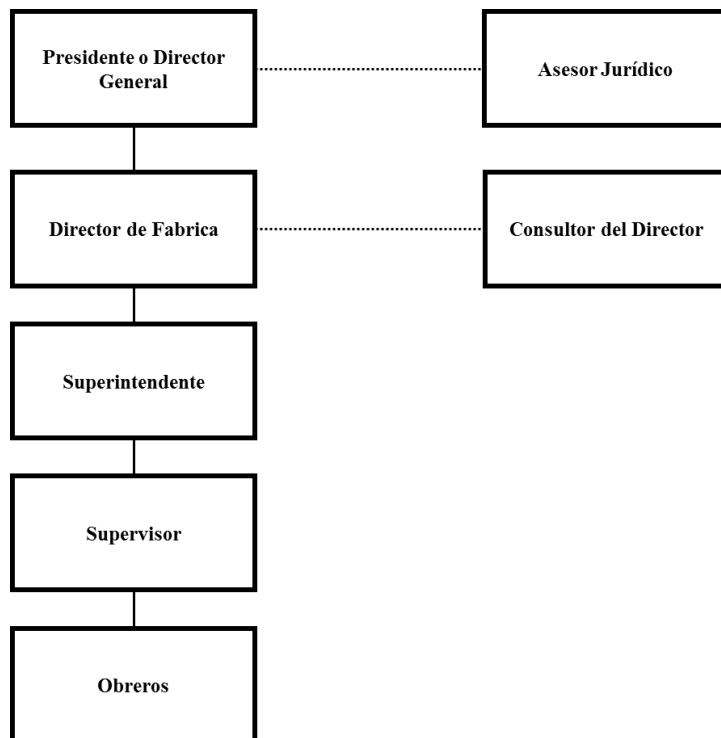 Presidente o Director
General
Asesor Jurídico
Director de Fabrica
Consultor del Director
Superintendente
Supervisor
Obreros